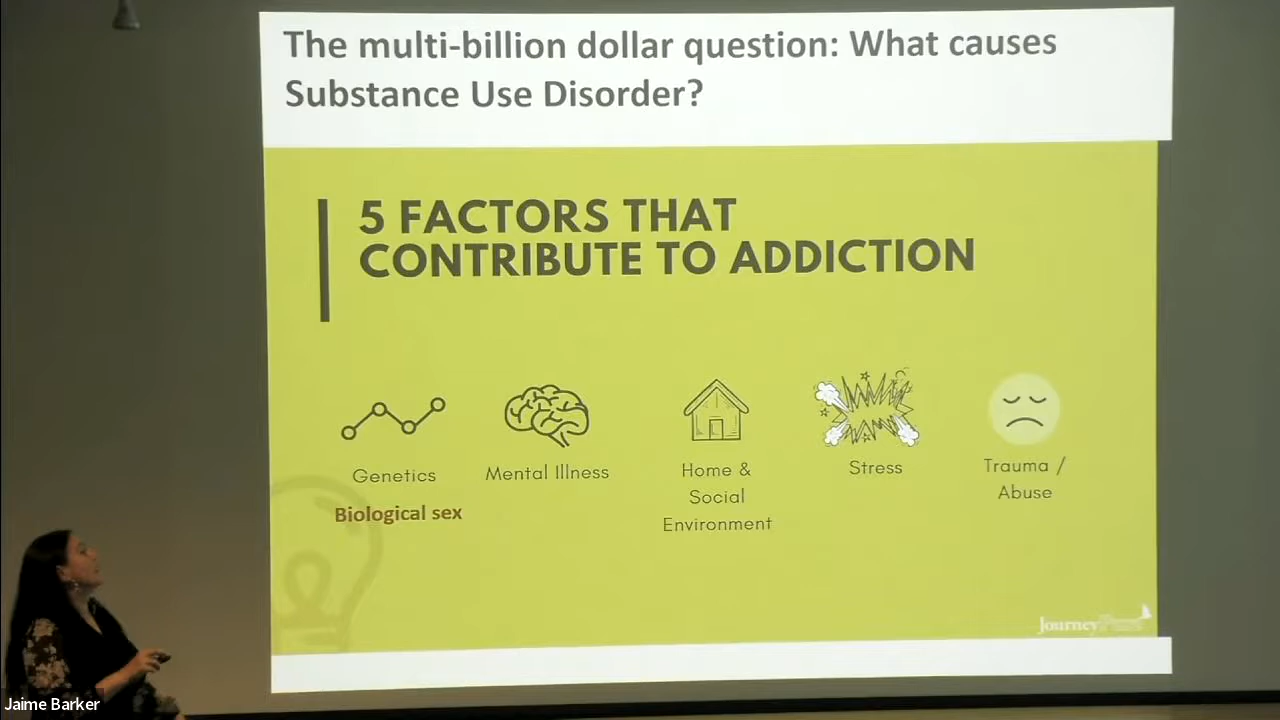 The multi-billion dollar question: What causes
Substance Use Disorder?
5 FACTORS THAT
CONTRIBUTE TO ADDICTION
Genetics
Biological sex
Mental Illness
Home &
Social
Environment
Stress
Trauma /
Abuse
Journey
Jaime Barker